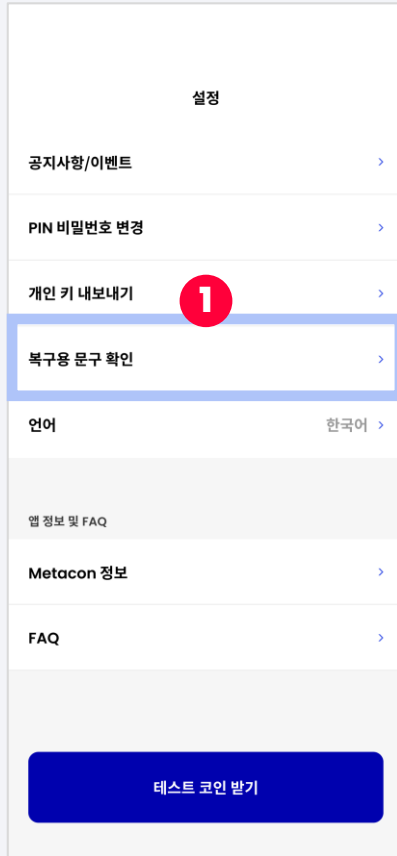 설정
공지사항/이벤트
PIN 비밀번호 변경
개인 키 내보내기
1
복구용 문구 확인
언어 한국어
앱 정보 및 FAQ
Metacon 정보
FAQ
테스트 코인 받기